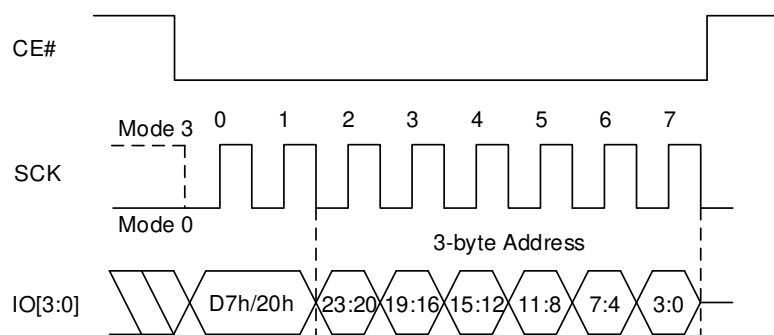 CE#
Mode 3 0 1 2 3 4 5 6 7
SCK
Mode 0
3-byte Address
IO[3:0] D7h/20h 23:20 19:16 15:12 11:8 7:4 3:0